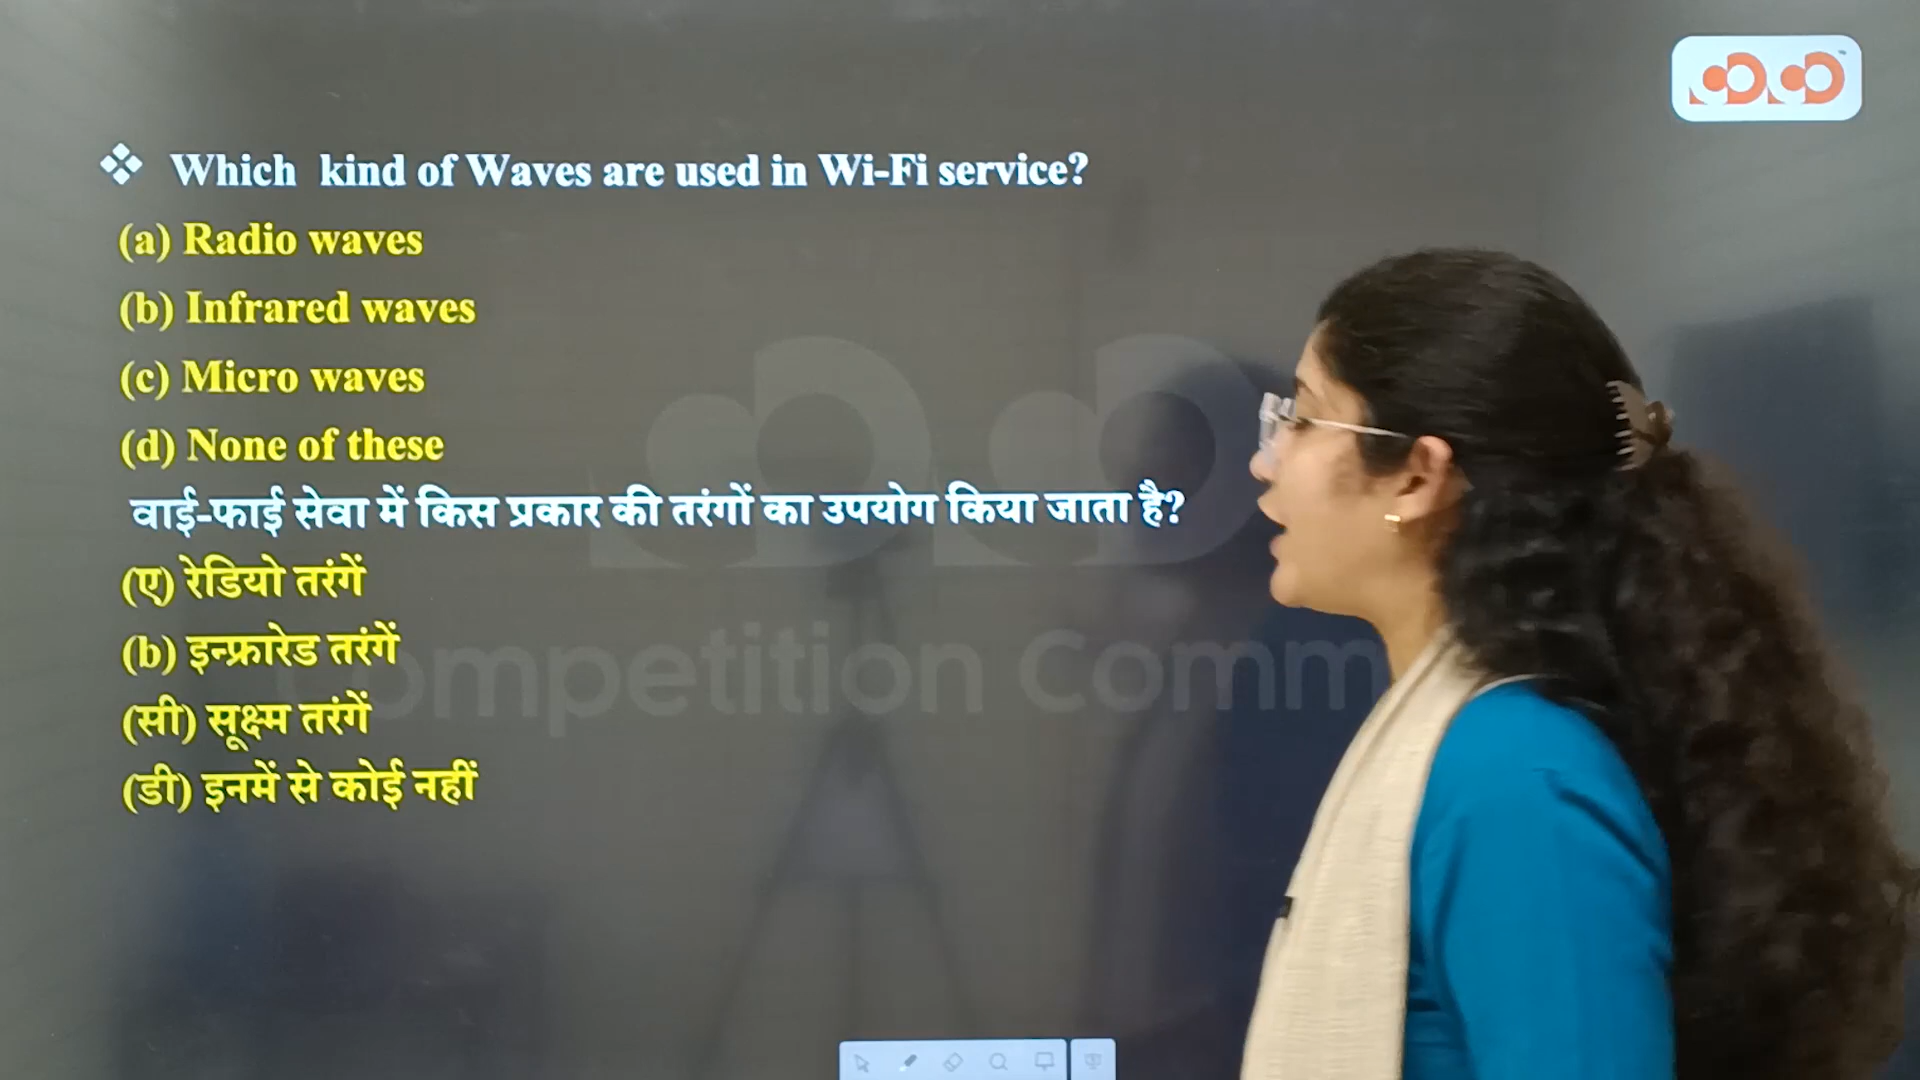 ❖ Which kind of Waves are used in Wi-Fi service?
(a) Radio waves
(b) Infrared waves
(c) Micro waves
(d) None of these
वाई-फाई सेवा में किस प्रकार की तरंगों का उपयोग किया जाता है?
(ए) रेडियो तरंगें
(b) इन्फ्रारेड तरंगें
(सी) सूक्ष्म तरंगें
(डी) इनमें से कोई नहीं